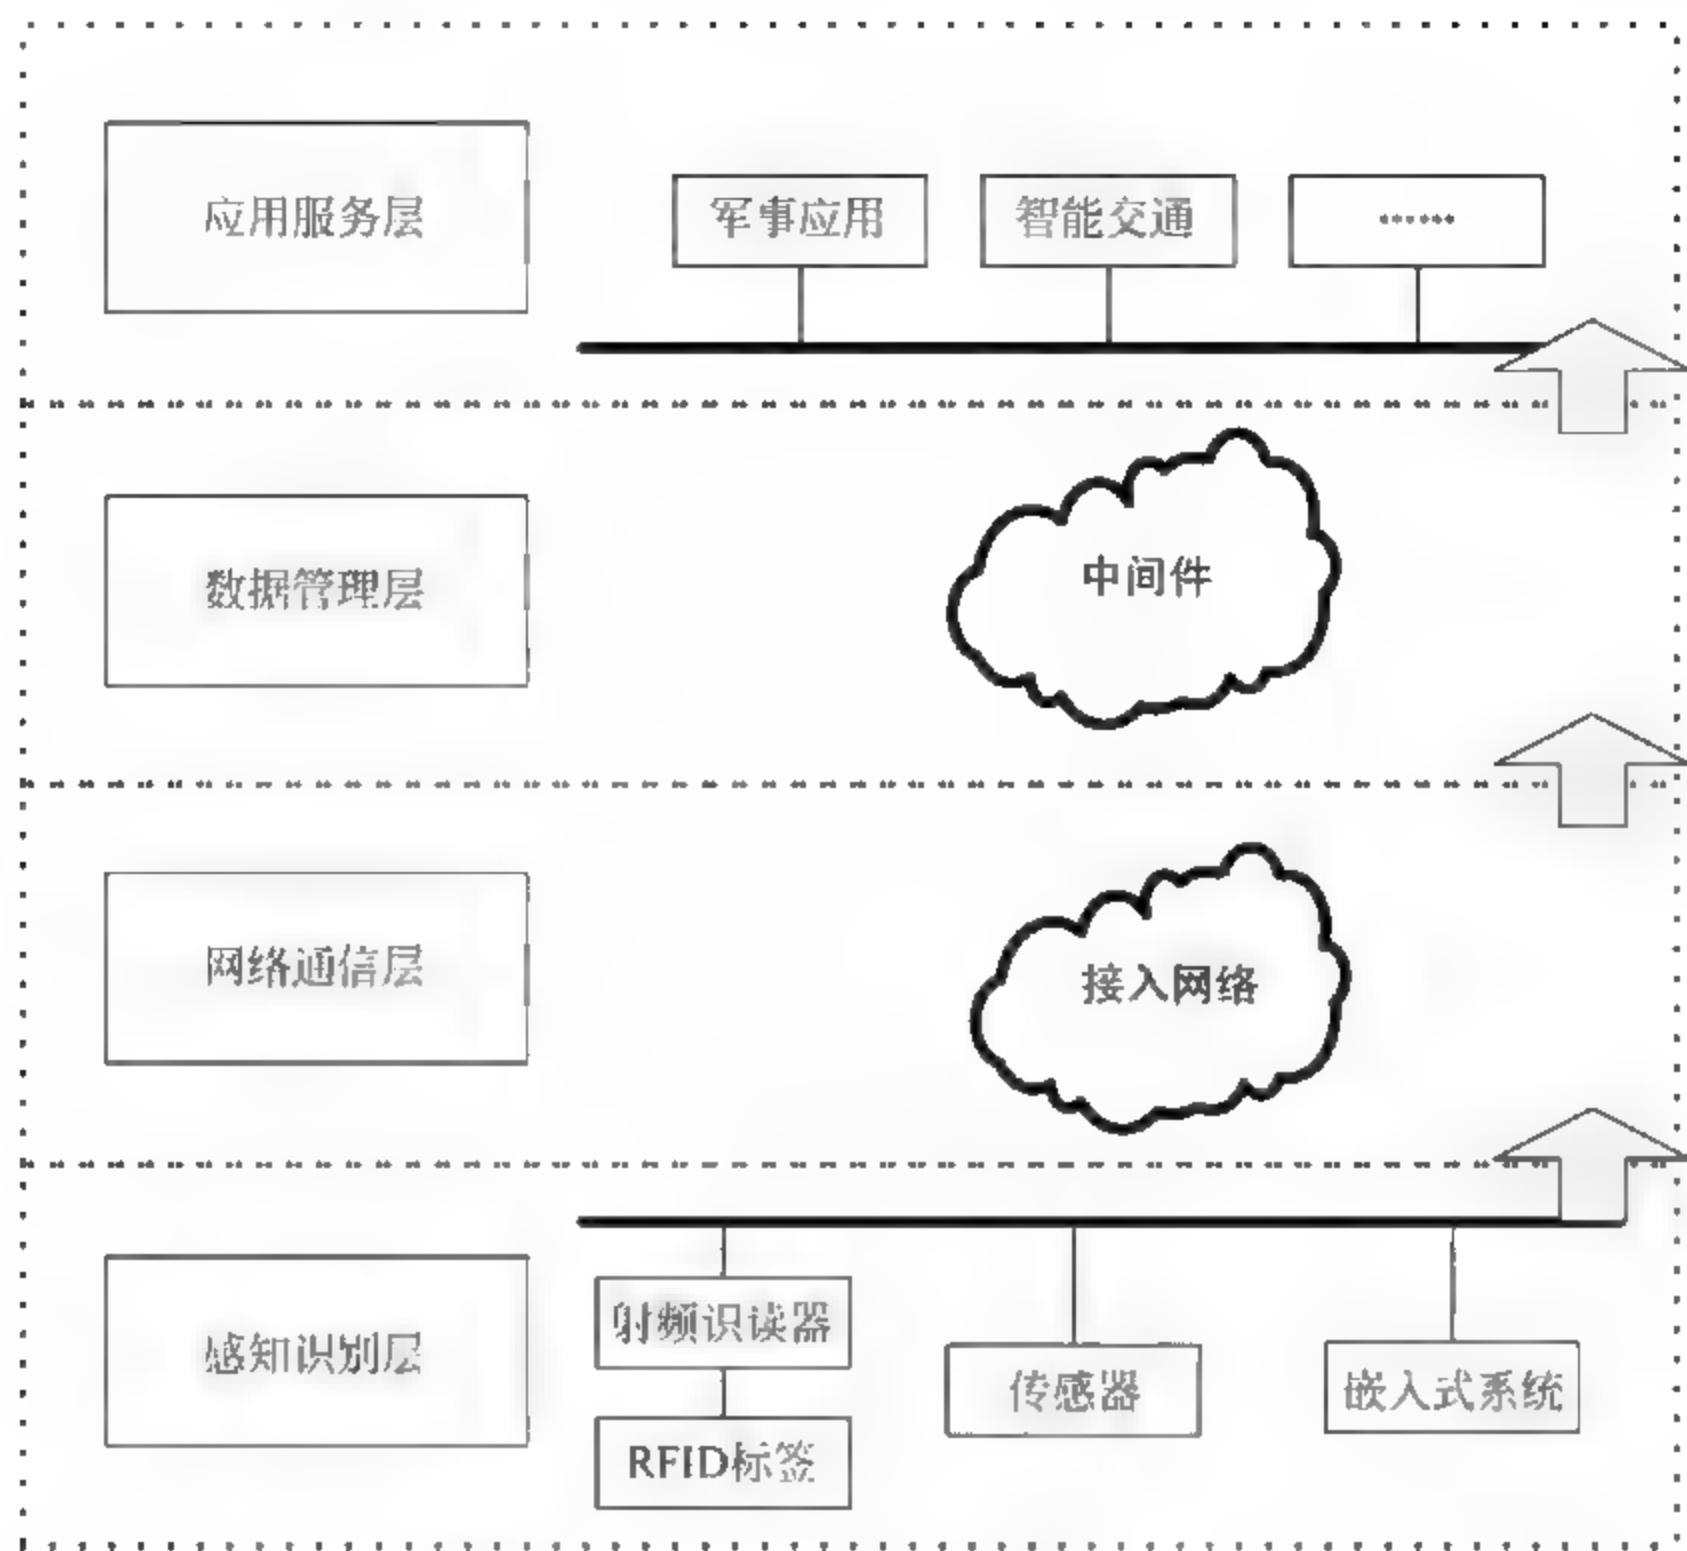 应用服务层
军事应用
智能交通
……
数据管理层
中间件
网络通信层
接入网络
感知识别层
射频识读器
传感器
嵌入式系统
RFID标签